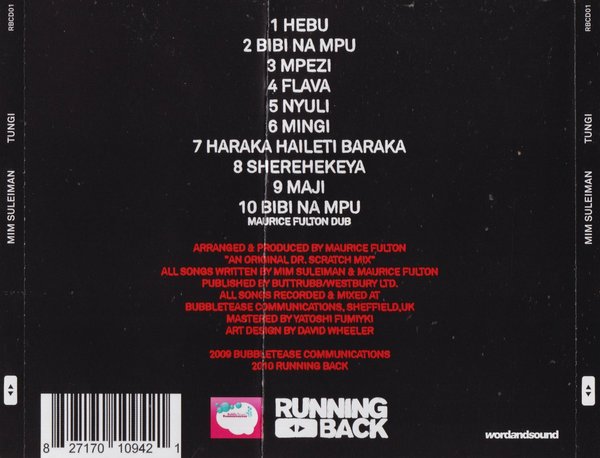 RBCD01
TUNGI
MIM SULEIMAN
1 HEBU
2 BIBI NA MPU
3 MPEZI
4 FLAVA
5 NYULI
6 MINGI
7 HARAKA HAILETI BARAKA
8 SHEREHEKEYA
9 MAJI
10 BIBI NA MPU
MAURICE FULTON DUB
ARRANGED & PRODUCED BY MAURICE FULTON
"AN ORIGINAL DR. SCRATCH MIX"
ALL SONGS WRITTEN BY MIM SULEIMAN & MAURICE FULTON
PUBLISHED BY BUTTRUBB/WESTBURY LTD.
ALL SONGS RECORDED & MIXED AT
BUBBLETEASE COMMUNICATIONS, SHEFFIELD,UK
MASTERED BY YATOSHI FUMIYKI
ART DESIGN BY DAVID WHEELER
2009 BUBBLETEASE COMMUNICATIONS
2010 RUNNING BACK
8 27170 10942 1
RUNNING
BACK
wordandsound
MIM SULEIMAN
TUNGI
RBCD01